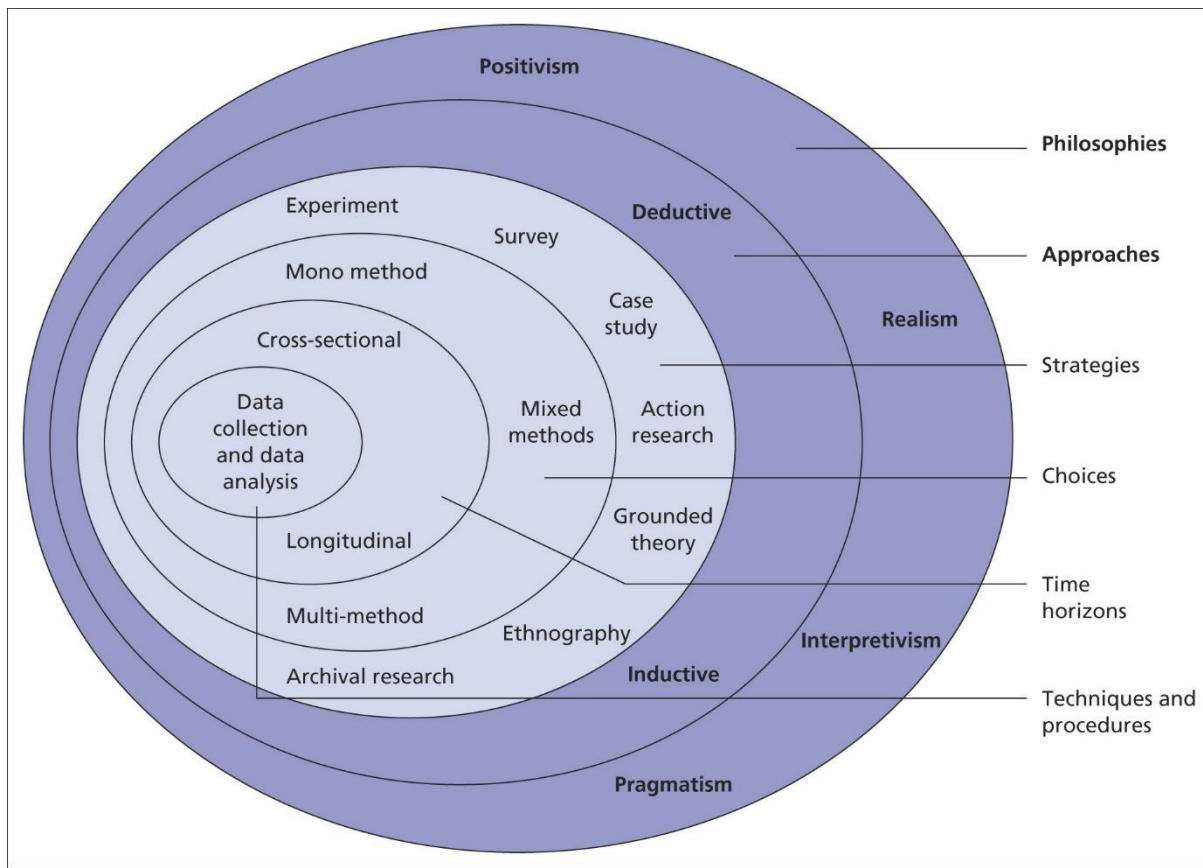 Positivism
Philosophies
Experiment
Deductive
Survey
Approaches
Mono method
Case
study
Realism
Cross-sectional
Strategies
Data
collection
and data
analysis
Mixed
methods
Action
research
Choices
Grounded
theory
Longitudinal
Time
horizons
Multi-method
Ethnography
Interpretivism
Archival research
Inductive
Techniques and
procedures
Pragmatism